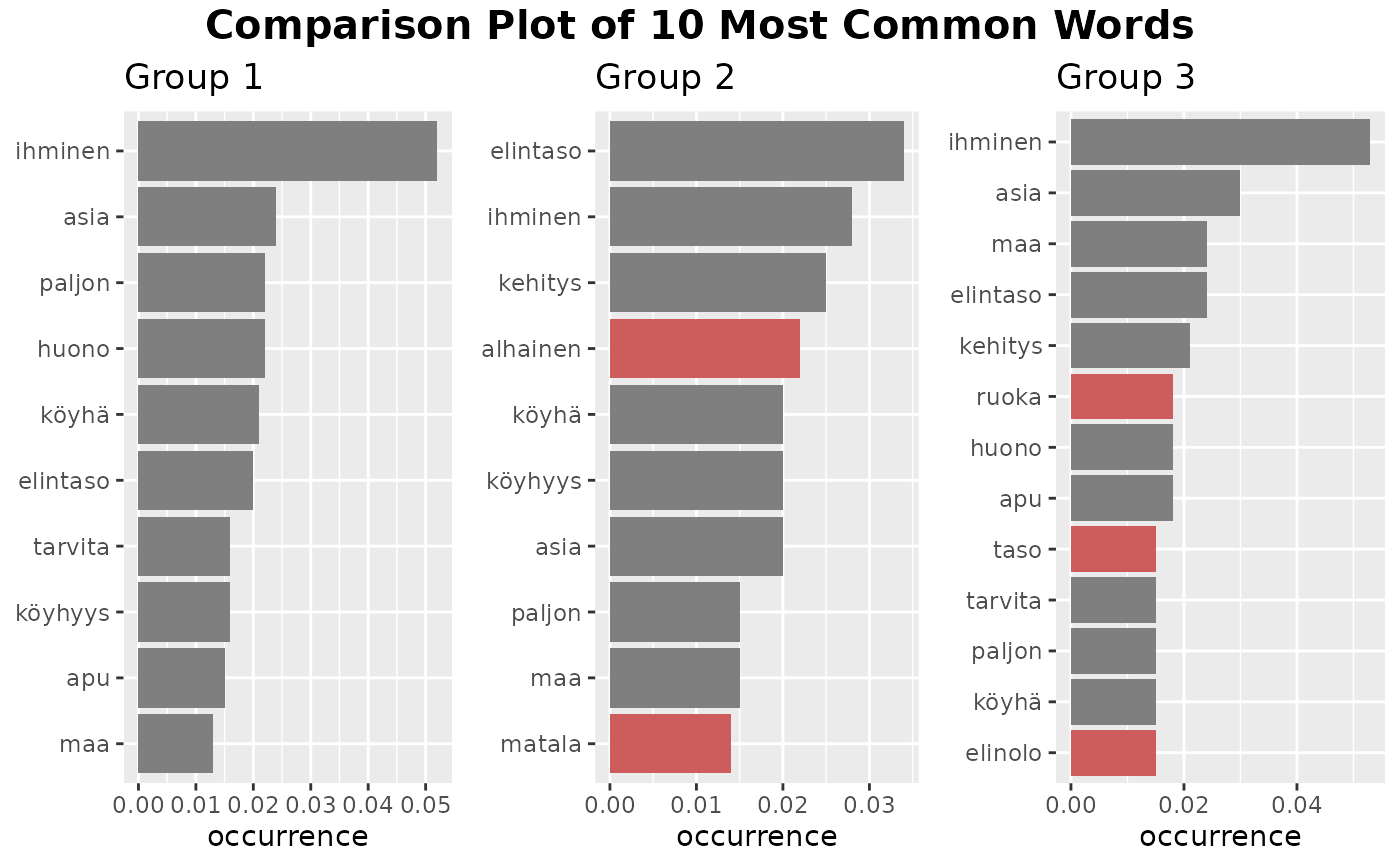 Comparison Plot of 10 Most Common Words
Group 1
ihminen
asia
paljon
huono
köyhä
elintaso
tarvita
köyhyys
apu
maa
0.00 0.01 0.02 0.03 0.04 0.05
occurrence
Group 2
elintaso
ihminen
kehitys
alhainen
köyhä
köyhyys
asia
paljon
maa
matala
0.00 0.01 0.02 0.03
occurrence
Group 3
ihminen
asia
maa
elintaso
kehitys
ruoka
huono
apu
taso
tarvita
paljon
köyhä
elinolo
0.00 0.02 0.04
occurrence